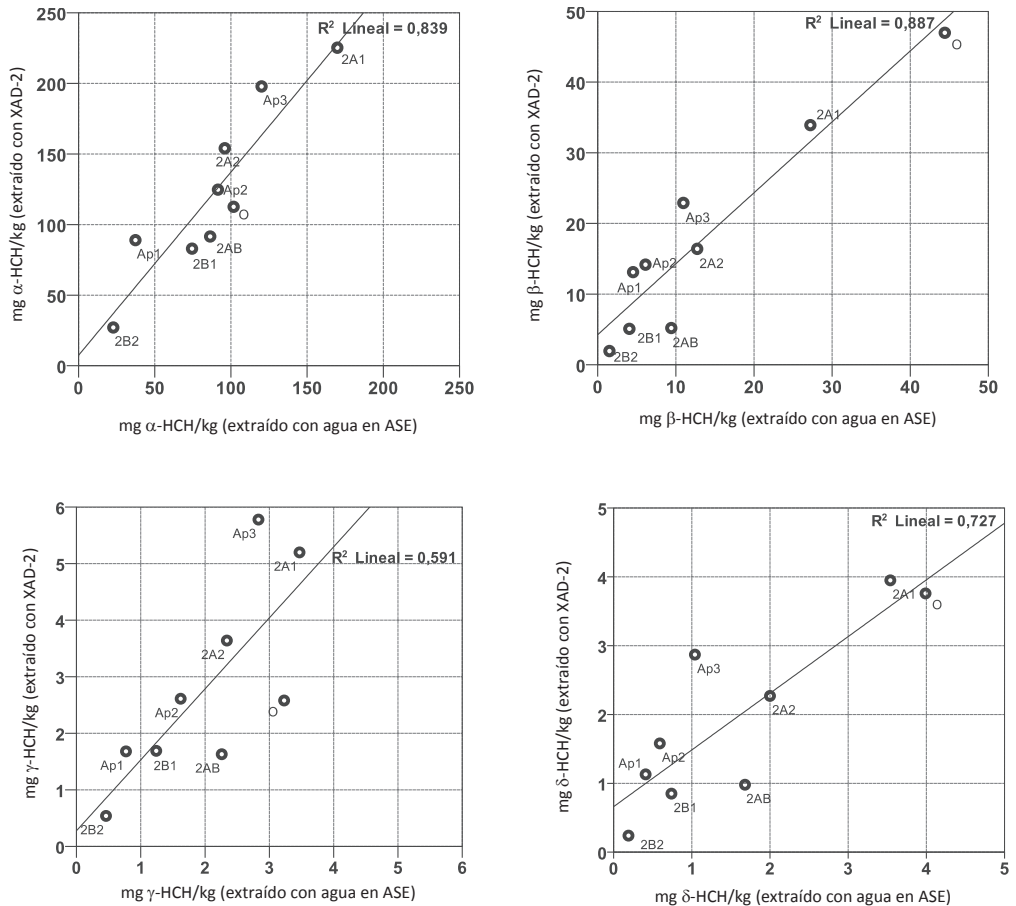 mg α-HCH/kg (extraído con XAD-2)
250
200
150
100
50
0
R² Lineal = 0,839
2A1
Ap3
2A2
Ap2
O
Ap1
2AB
2B1
2B2
0 50 100 150 200 250
mg α-HCH/kg (extraído con agua en ASE)
mg β-HCH/kg (extraído con XAD-2)
50
40
30
20
10
0
R² Lineal = 0,887
O
2A1
Ap3
Ap2
2A2
Ap1
2B1
2AB
2B2
0 10 20 30 40 50
mg β-HCH/kg (extraído con agua en ASE)
mg γ-HCH/kg (extraído con XAD-2)
6
5
4
3
2
1
0
R² Lineal = 0,591
Ap3
2A1
2A2
Ap2
O
Ap1
2B1
2AB
2B2
0 1 2 3 4 5 6
mg γ-HCH/kg (extraído con agua en ASE)
mg δ-HCH/kg (extraído con XAD-2)
5
4
3
2
1
0
R² Lineal = 0,727
2A1
O
Ap3
2A2
Ap2
Ap1
2AB
2B1
2B2
0 1 2 3 4 5
mg δ-HCH/kg (extraído con agua en ASE)